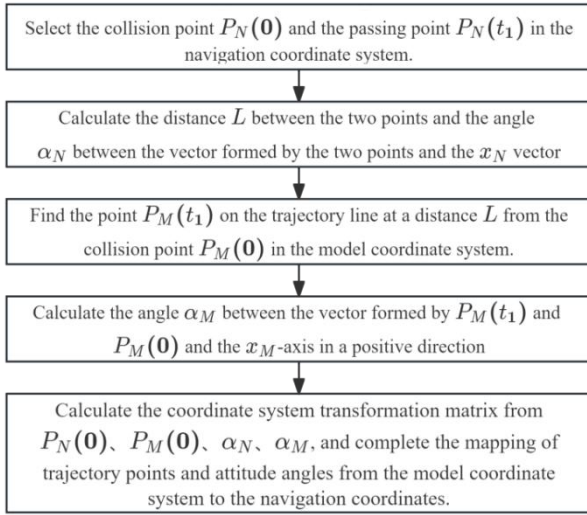 Select the collision point P_N(0) and the passing point P_N(t_1) in the
navigation coordinate system.
Calculate the distance L between the two points and the angle
α_N between the vector formed by the two points and the x_N vector
Find the point P_M(t_1) on the trajectory line at a distance L from the
collision point P_M(0) in the model coordinate system.
Calculate the angle α_M between the vector formed by P_M(t_1) and
P_M(0) and the x_M-axis in a positive direction
Calculate the coordinate system transformation matrix from
P_N(0)、P_M(0)、α_N、α_M, and complete the mapping of
trajectory points and attitude angles from the model coordinate
system to the navigation coordinates.